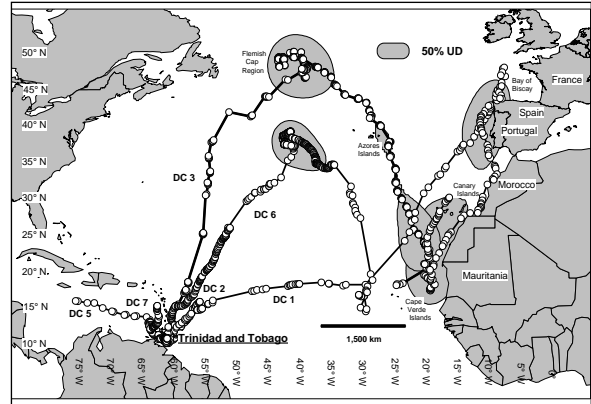 50° N
45° N
40° N
35° N
30° N
25° N
20° N
15° N
10° N
Flemish
Cap
Region
50% UD
Bay of
Biscay
France
Spain
Portugal
Azores
Islands
DC 3
Morocco
Canary
Islands
DC 6
Mauritania
DC 2
DC 7
DC 1
DC 5
Cape
Verde
Islands
Trinidad and Tobago
1,500 km
75° W
70° W
65° W
60° W
55° W
50° W
45° W
40° W
35° W
30° W
25° W
20° W
15° W
10° W
5° W
0° W